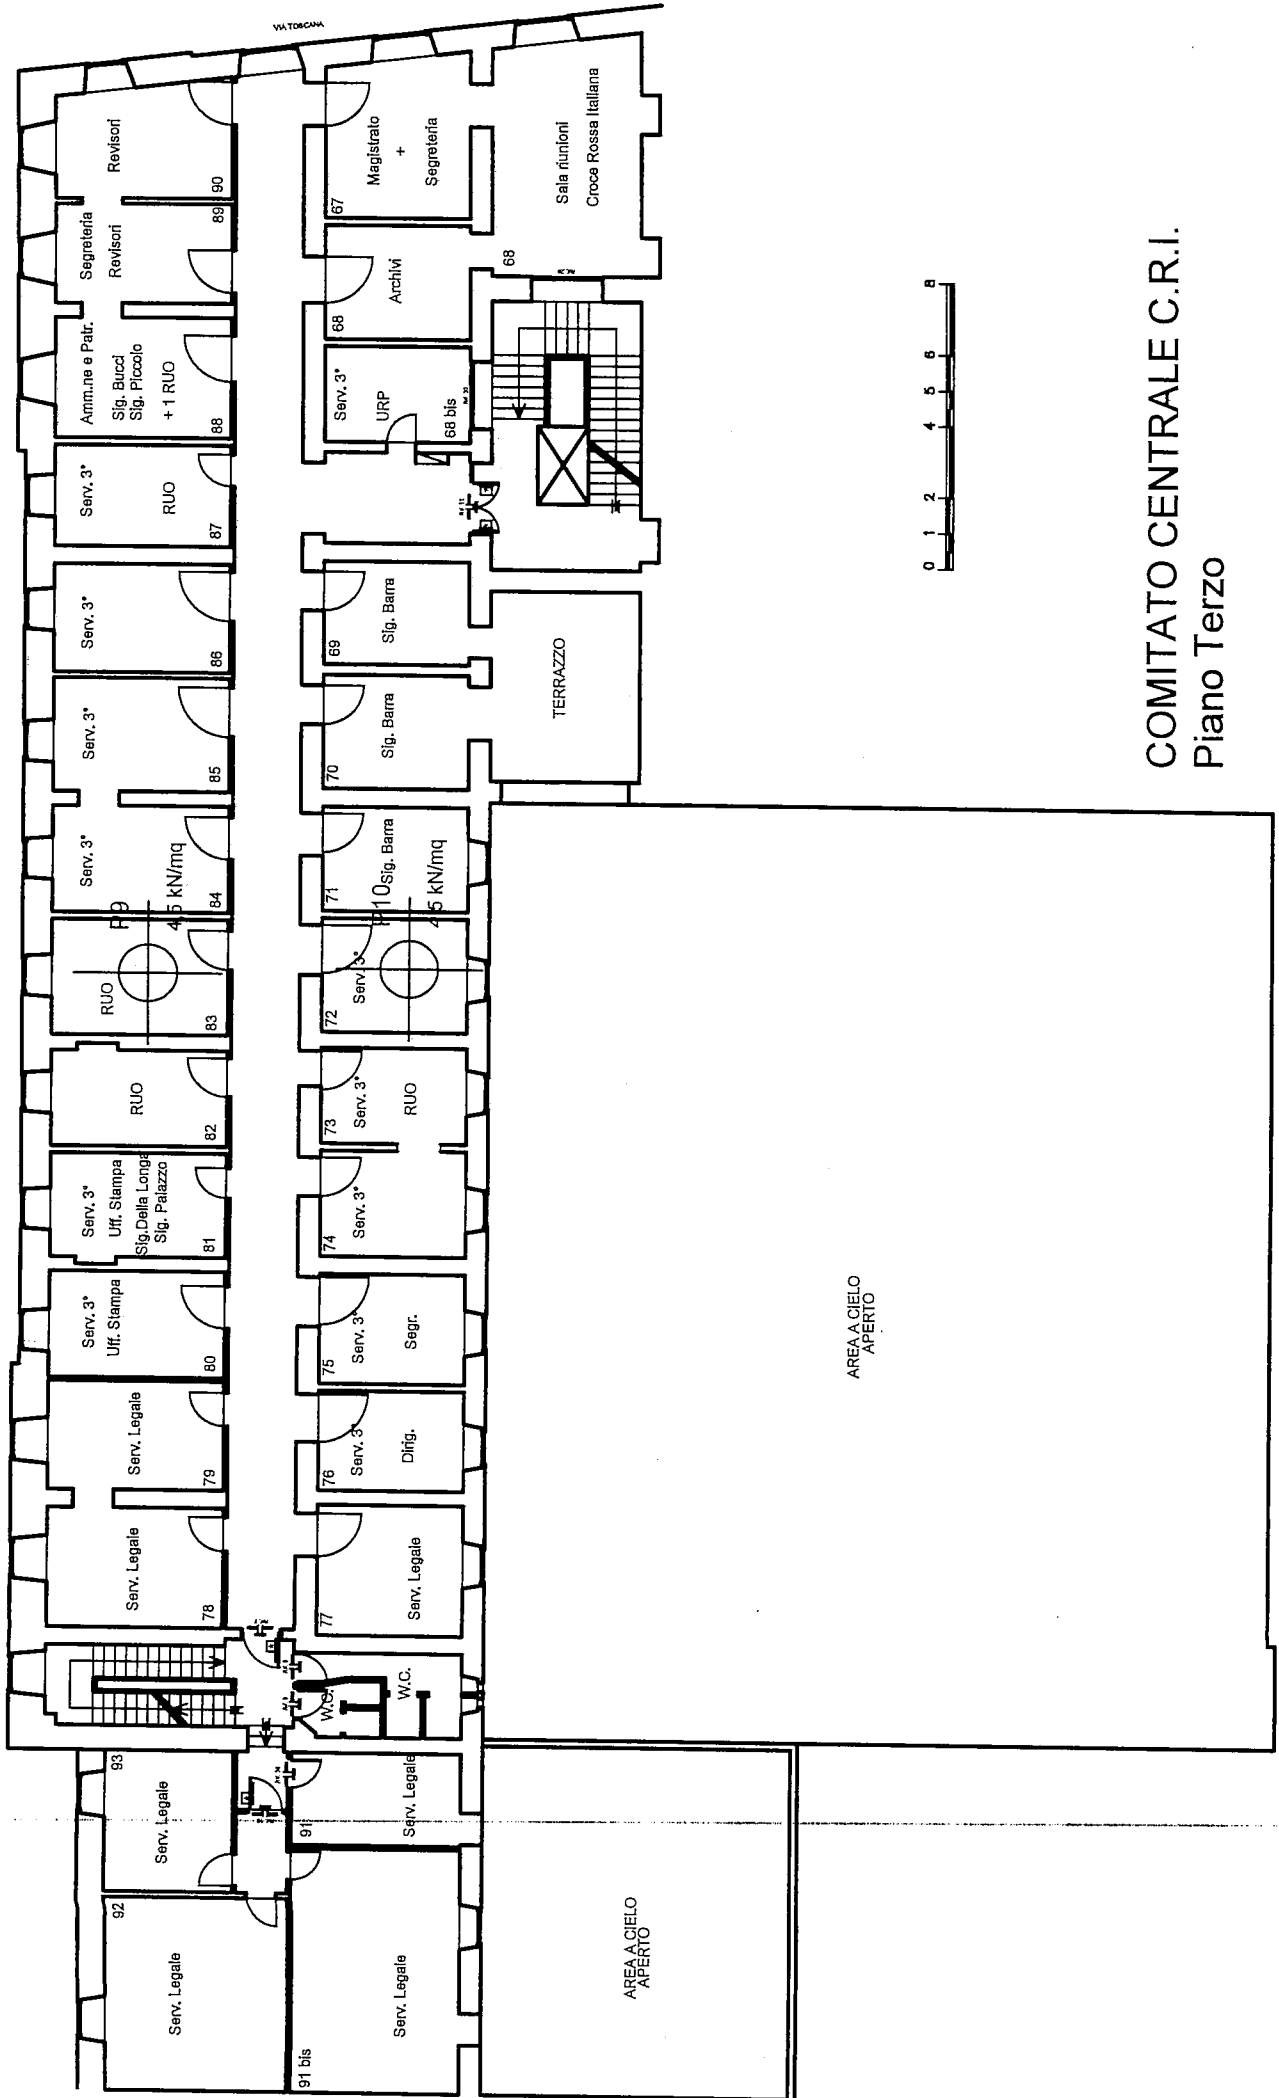 COMITATO CENTRALE C.R.I.
Piano Terzo
0 1 2 4 5 6 8
VIA TOSCANA
92
Serv. Legale
93
Serv. Legale
91 bis
Serv. Legale
91
Serv. Legale
W.C.
W.C.
78
Serv. Legale
79
Serv. Legale
80
Serv. 3°
Uff. Stampa
81
Serv. 3°
Uff. Stampa
Sig.Della Longa
Sig. Palazzo
82
RUO
83
RUO
P9
4,5 kN/mq
84
Serv. 3°
85
Serv. 3°
86
Serv. 3°
87
Serv. 3°
RUO
88
Amm.ne e Patr.
Sig. Bucci
Sig. Piccolo
+ 1 RUO
89
Segreteria
Revisori
90
Revisori
77
Serv. Legale
76
Serv. 3°
Dirig.
75
Serv. 3°
Segr.
74
Serv. 3°
73
Serv. 3°
RUO
72
Serv. 3°
P10
4,5 kN/mq
71
Sig. Barra
70
Sig. Barra
69
Sig. Barra
68 bis
Serv. 3°
URP
68
Archivi
67
Magistrato
+
Segreteria
68
Sala riunioni
Croce Rossa Italiana
TERRAZZO
AREA A CIELO
APERTO
AREA A CIELO
APERTO